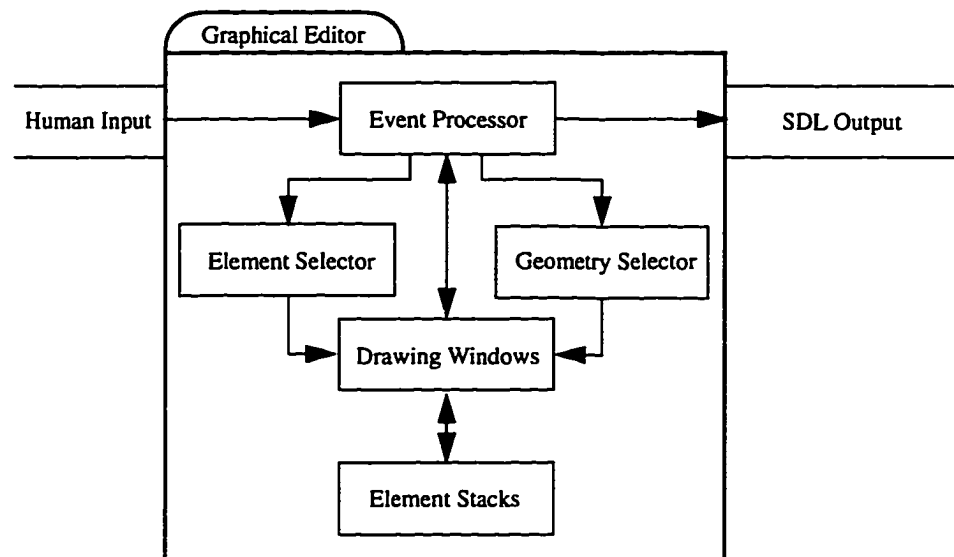 Graphical Editor
Human Input
Event Processor
SDL Output
Element Selector
Geometry Selector
Drawing Windows
Element Stacks